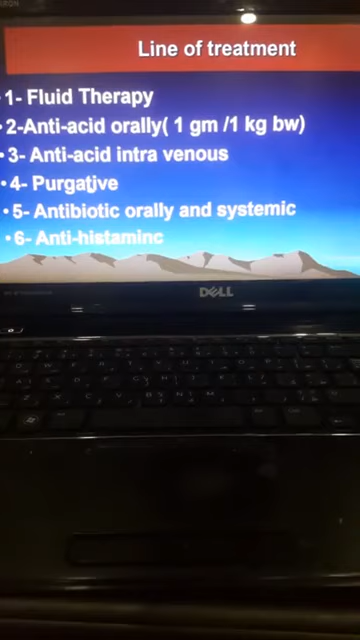 Line of treatment
• 1- Fluid Therapy
• 2-Anti-acid orally( 1 gm /1 kg bw)
• 3- Anti-acid intra venous
• 4- Purgative
• 5- Antibiotic orally and systemic
• 6- Anti-histaminc
DELL